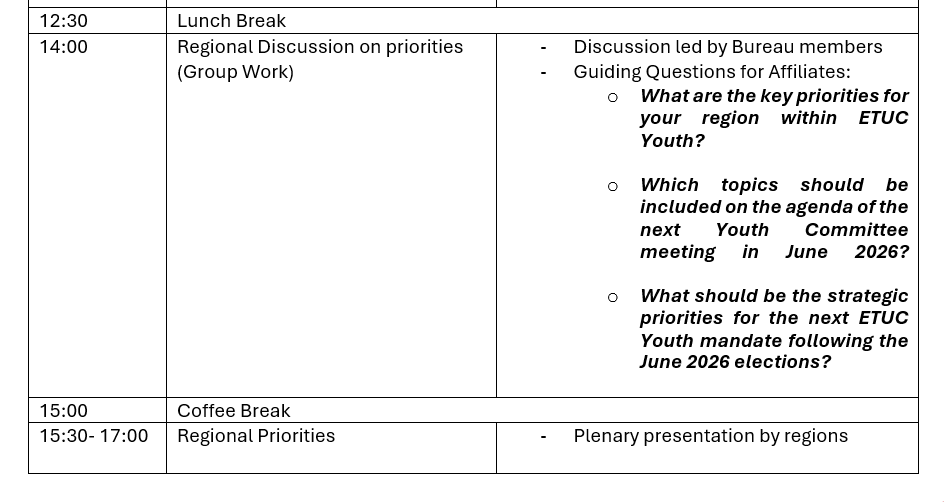 12:30 Lunch Break
14:00 Regional Discussion on priorities
(Group Work)
- Discussion led by Bureau members
- Guiding Questions for Affiliates:
o What are the key priorities for
your region within ETUC
Youth?
o Which topics should be
included on the agenda of the
next Youth Committee
meeting in June 2026?
o What should be the strategic
priorities for the next ETUC
Youth mandate following the
June 2026 elections?
15:00 Coffee Break
15:30- 17:00 Regional Priorities - Plenary presentation by regions